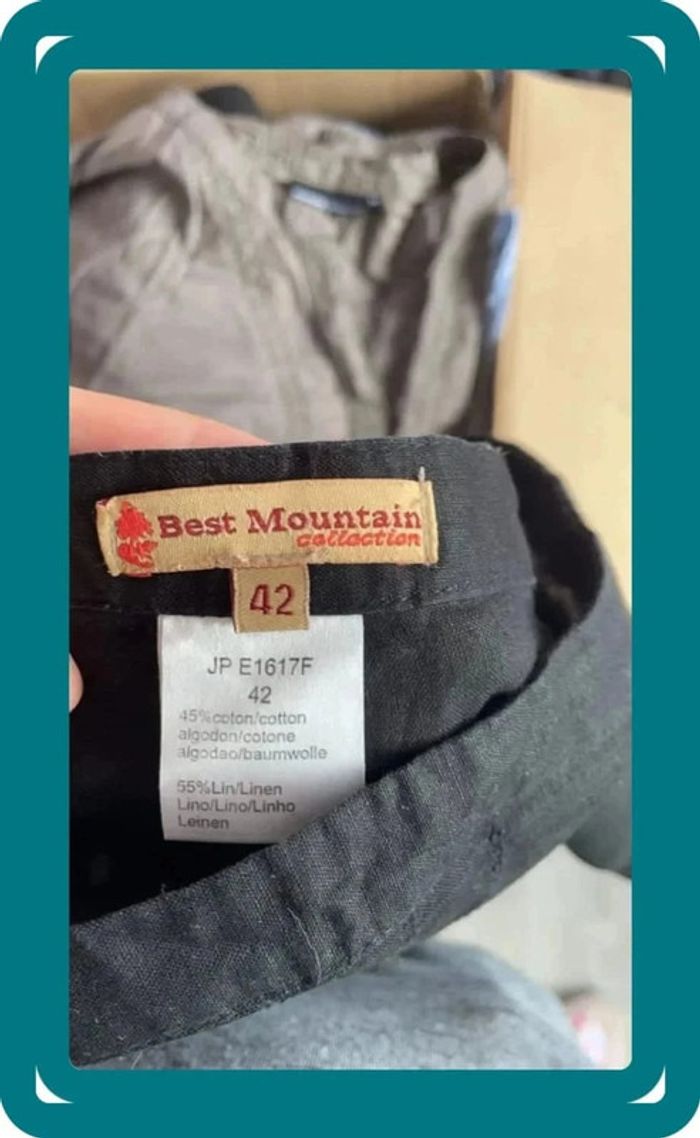 Best Mountain
collection
42
JP E1617F
42
45%coton/cotton
algodon/cotone
algodao/baumwolle
55%Lin/Linen
Lino/Lino/Linho
Leinen